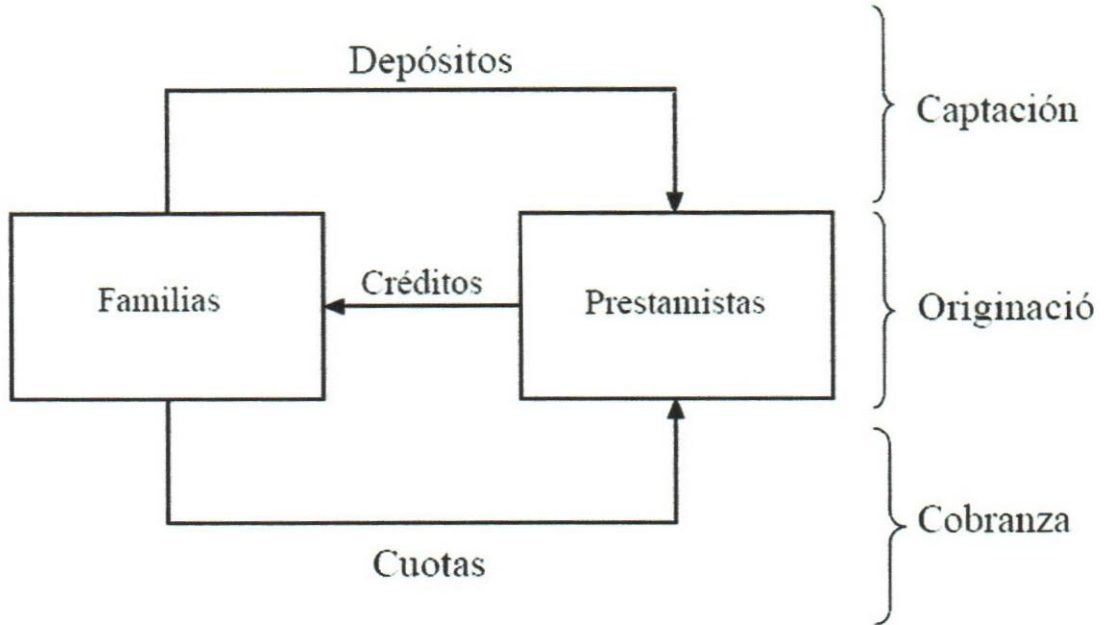 Depósitos
Captación
Familias
Créditos
Prestamistas
Originació
Cuotas
Cobranza